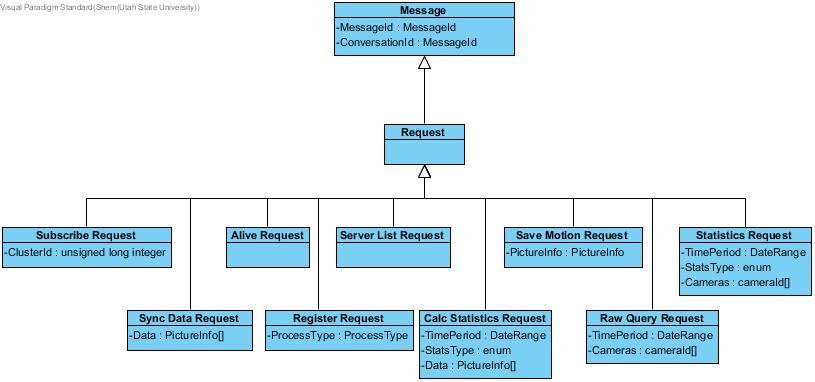 Visual Paradigm Standard(Shem(Utah State University))
Message
-MessageId : MessageId
-ConversationId : MessageId
Request
Subscribe Request
-ClusterId : unsigned long integer
Alive Request
Server List Request
Save Motion Request
-PictureInfo : PictureInfo
Statistics Request
-TimePeriod : DateRange
-StatsType : enum
-Cameras : cameraId[]
Sync Data Request
-Data : PictureInfo[]
Register Request
-ProcessType : ProcessType
Calc Statistics Request
-TimePeriod : DateRange
-StatsType : enum
-Data : PictureInfo[]
Raw Query Request
-TimePeriod : DateRange
-Cameras : cameraId[]